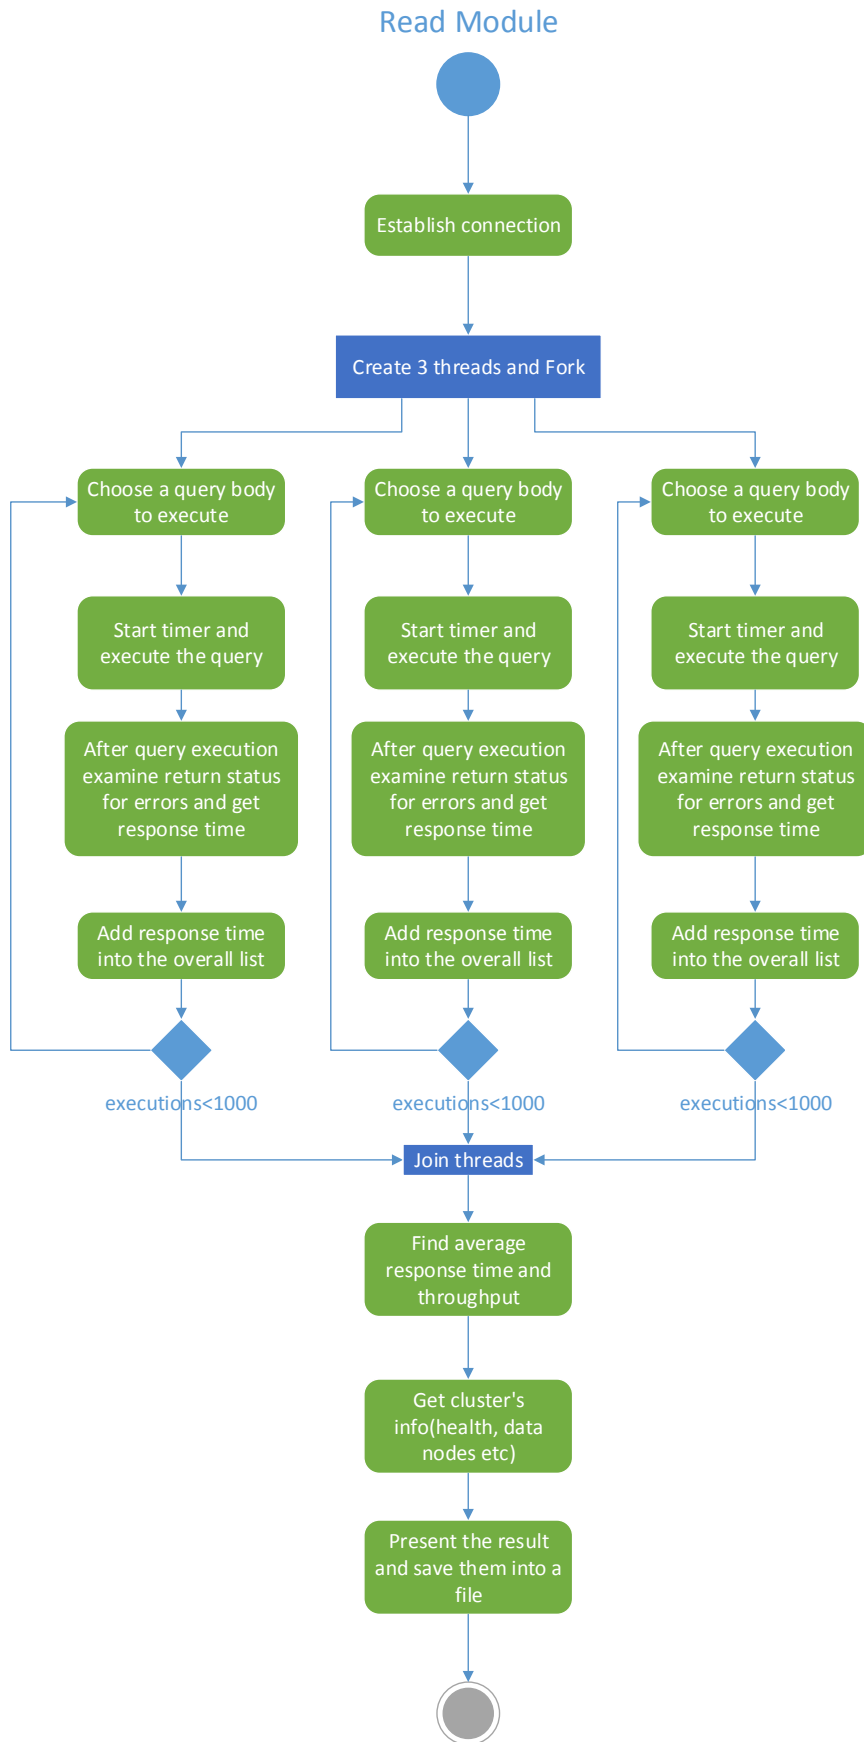 Read Module
Establish connection
Create 3 threads and Fork
Choose a query body
to execute
Choose a query body
to execute
Choose a query body
to execute
Start timer and
execute the query
Start timer and
execute the query
Start timer and
execute the query
After query execution
examine return status
for errors and get
response time
After query execution
examine return status
for errors and get
response time
After query execution
examine return status
for errors and get
response time
Add response time
into the overall list
Add response time
into the overall list
Add response time
into the overall list
executions<1000
executions<1000
executions<1000
Join threads
Find average
response time and
throughput
Get cluster's
info(health, data
nodes etc)
Present the result
and save them into a
file